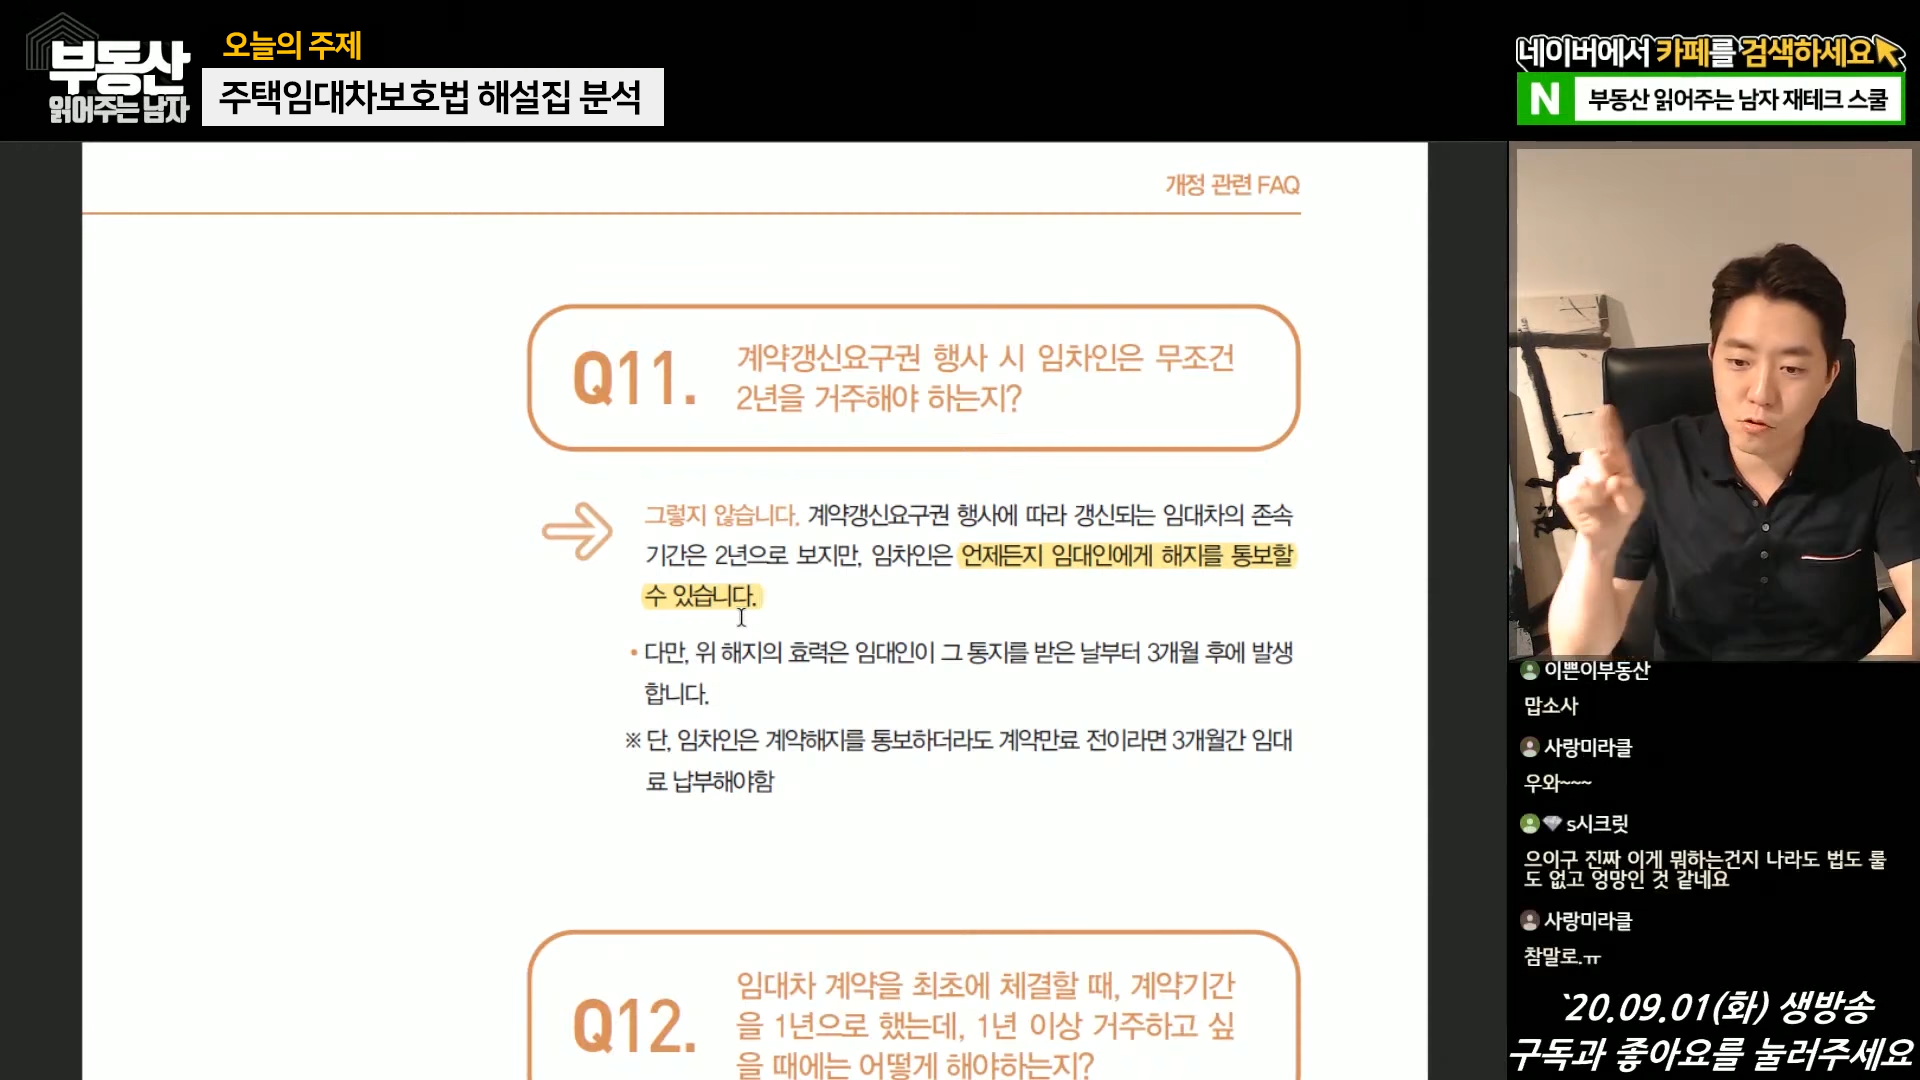 부동산
읽어주는 남자
오늘의 주제
주택임대차보호법 해설집 분석
네이버에서 카페를 검색하세요
N 부동산 읽어주는 남자 재테크 스쿨
개정 관련 FAQ
Q11. 계약갱신요구권 행사 시 임차인은 무조건
2년을 거주해야 하는지?
그렇지 않습니다. 계약갱신요구권 행사에 따라 갱신되는 임대차의 존속
기간은 2년으로 보지만, 임차인은 언제든지 임대인에게 해지를 통보할
수 있습니다.
• 다만, 위 해지의 효력은 임대인이 그 통지를 받은 날부터 3개월 후에 발생
합니다.
※ 단, 임차인은 계약해지를 통보하더라도 계약만료 전이라면 3개월간 임대
료 납부해야함
Q12. 임대차 계약을 최초에 체결할 때, 계약기간
을 1년으로 했는데, 1년 이상 거주하고 싶
을 때에는 어떻게 해야하는지?
이쁜이부동산
맙소사
사랑미라클
우와~~~
s시크릿
으이구 진짜 이게 뭐하는건지 나라도 법도 룰
도 없고 엉망인 것 같네요
사랑미라클
참말로.ㅠ
`20.09.01(화) 생방송
구독과 좋아요를 눌러주세요